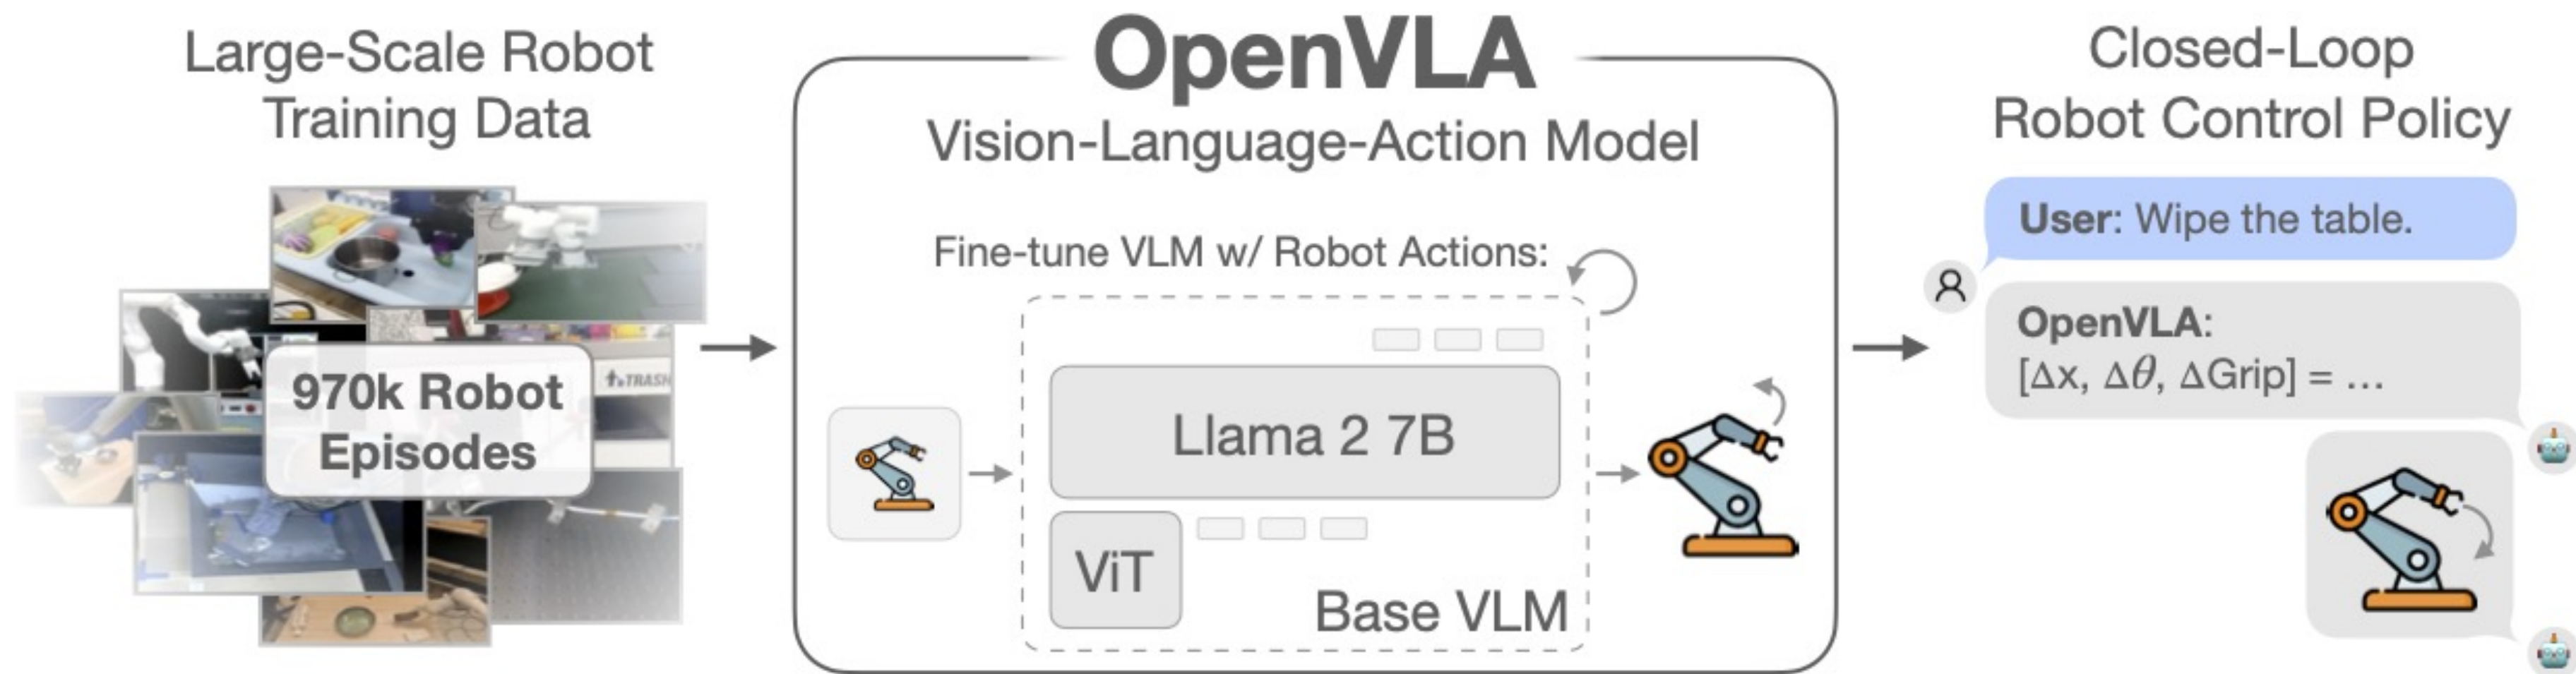 Large-Scale Robot
Training Data
970k Robot
Episodes
TRASH
OpenVLA
Vision-Language-Action Model
Fine-tune VLM w/ Robot Actions:
Llama 2 7B
ViT
Base VLM
Closed-Loop
Robot Control Policy
User: Wipe the table.
OpenVLA:
[Δx, Δθ, ΔGrip] = ...